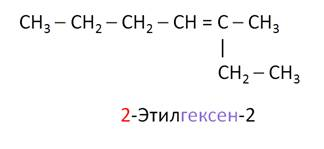 CH₃ – CH₂ – CH₂ – CH = C – CH₃
|
CH₂ – CH₃
2-Этилгексен-2